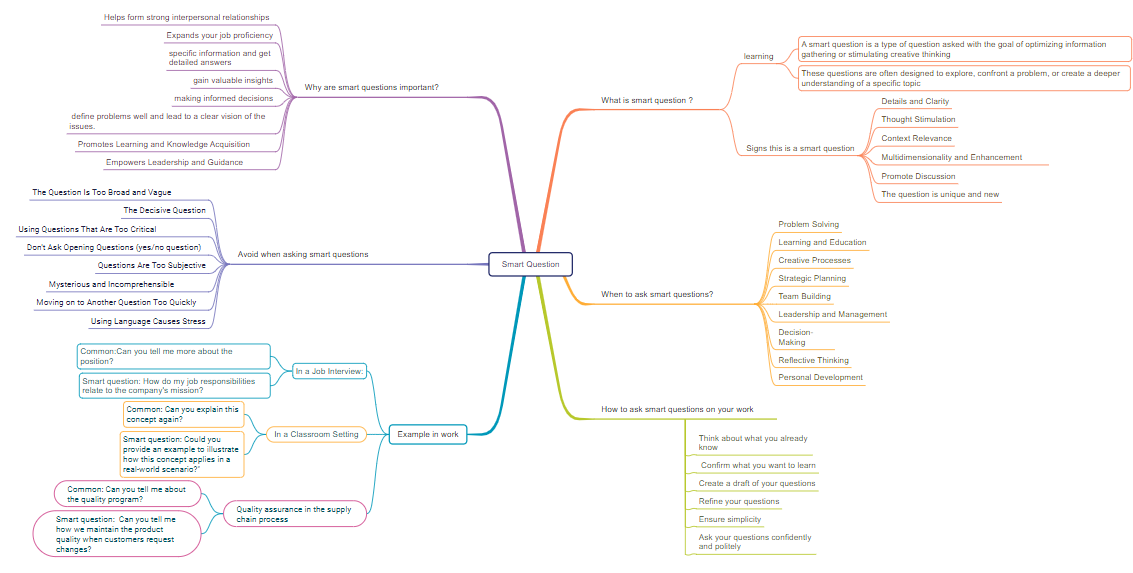 Smart Question
What is smart question ?
learning
A smart question is a type of question asked with the goal of optimizing information
gathering or stimulating creative thinking
These questions are often designed to explore, confront a problem, or create a deeper
understanding of a specific topic
Signs this is a smart question
Details and Clarity
Thought Stimulation
Context Relevance
Multidimensionality and Enhancement
Promote Discussion
The question is unique and new
When to ask smart questions?
Problem Solving
Learning and Education
Creative Processes
Strategic Planning
Team Building
Leadership and Management
Decision-
Making
Reflective Thinking
Personal Development
How to ask smart questions on your work
Think about what you already
know
Confirm what you want to learn
Create a draft of your questions
Refine your questions
Ensure simplicity
Ask your questions confidently
and politely
Why are smart questions important?
Helps form strong interpersonal relationships
Expands your job proficiency
specific information and get
detailed answers
gain valuable insights
making informed decisions
define problems well and lead to a clear vision of the
issues,
Promotes Learning and Knowledge Acquisition
Empowers Leadership and Guidance
Avoid when asking smart questions
The Question Is Too Broad and Vague
The Decisive Question
Using Questions That Are Too Critical
Don't Ask Opening Questions (yes/no question)
Questions Are Too Subjective
Mysterious and Incomprehensible
Moving on to Another Question Too Quickly
Using Language Causes Stress
Example in work
In a Job Interview:
Common:Can you tell me more about the
position?
Smart question: How do my job responsibilities
relate to the company's mission?
In a Classroom Setting
Common: Can you explain this
concept again?
Smart question: Could you
provide an example to illustrate
how this concept applies in a
real-world scenario?"
Quality assurance in the supply
chain process
Common: Can you tell me about
the quality program?
Smart question: Can you tell me
how we maintain the product
quality when customers request
changes?